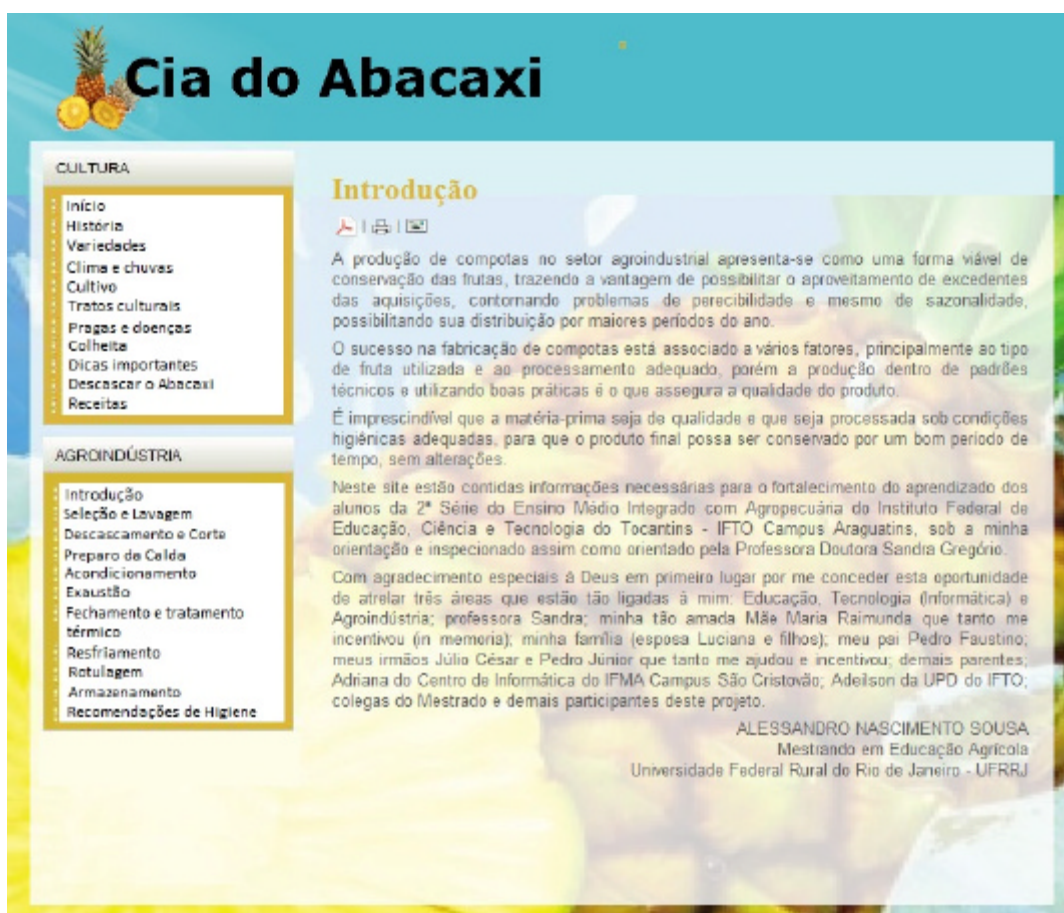 Cia do Abacaxi
CULTURA
Início
História
Variedades
Clima e chuvas
Cultivo
Tratos culturais
Pragas e doenças
Colheita
Dicas importantes
Descascar o Abacaxi
Receitas
AGROINDÚSTRIA
Introdução
Seleção e Lavagem
Descascamento e Corte
Preparo da Calda
Acondicionamento
Exaustão
Fechamento e tratamento
térmico
Resfriamento
Rotulagem
Armazenamento
Recomendações de Higiene
Introdução
A produção de compotas no setor agroindustrial apresenta-se como uma forma viável de
conservação das frutas, trazendo a vantagem de possibilitar o aproveitamento de excedentes
das aquisições, contornando problemas de perecibilidade e mesmo de sazonalidade,
possibilitando sua distribuição por maiores períodos do ano.
O sucesso na fabricação de compotas está associado a vários fatores, principalmente ao tipo
de fruta utilizada e ao processamento adequado, porém a produção dentro de padrões
técnicos e utilizando boas práticas é o que assegura a qualidade do produto.
É imprescindível que a matéria-prima seja de qualidade e que seja processada sob condições
higiénicas adequadas, para que o produto final possa ser conservado por um bom período de
tempo, sem alterações.
Neste site estão contidas informações necessárias para o fortalecimento do aprendizado dos
alunos da 2ª Série do Ensino Médio Integrado com Agropecuária do Instituto Federal de
Educação, Ciência e Tecnologia do Tocantins - IFTO Campus Araguatins, sob a minha
orientação e inspecionado assim como orientado pela Professora Doutora Sandra Gregório.
Com agradecimento especiais à Deus em primeiro lugar por me conceder esta oportunidade
de atrelar três áreas que estão tão ligadas à mim: Educação, Tecnologia (Informática) e
Agroindústria; professora Sandra; minha tão amada Mãe Maria Raimunda que tanto me
incentivou (in memoria); minha família (esposa Luciana e filhos); meu pai Pedro Faustino;
meus irmãos Júlio César e Pedro Júnior que tanto me ajudou e incentivou; demais parentes;
Adriana do Centro de Informática do IFMA Campus São Cristovão; Adeilson da UPD do IFTO;
colegas do Mestrado e demais participantes deste projeto.
ALESSANDRO NASCIMENTO SOUSA
Mestrando em Educação Agrícola
Universidade Federal Rural do Rio de Janeiro - UFRRJ